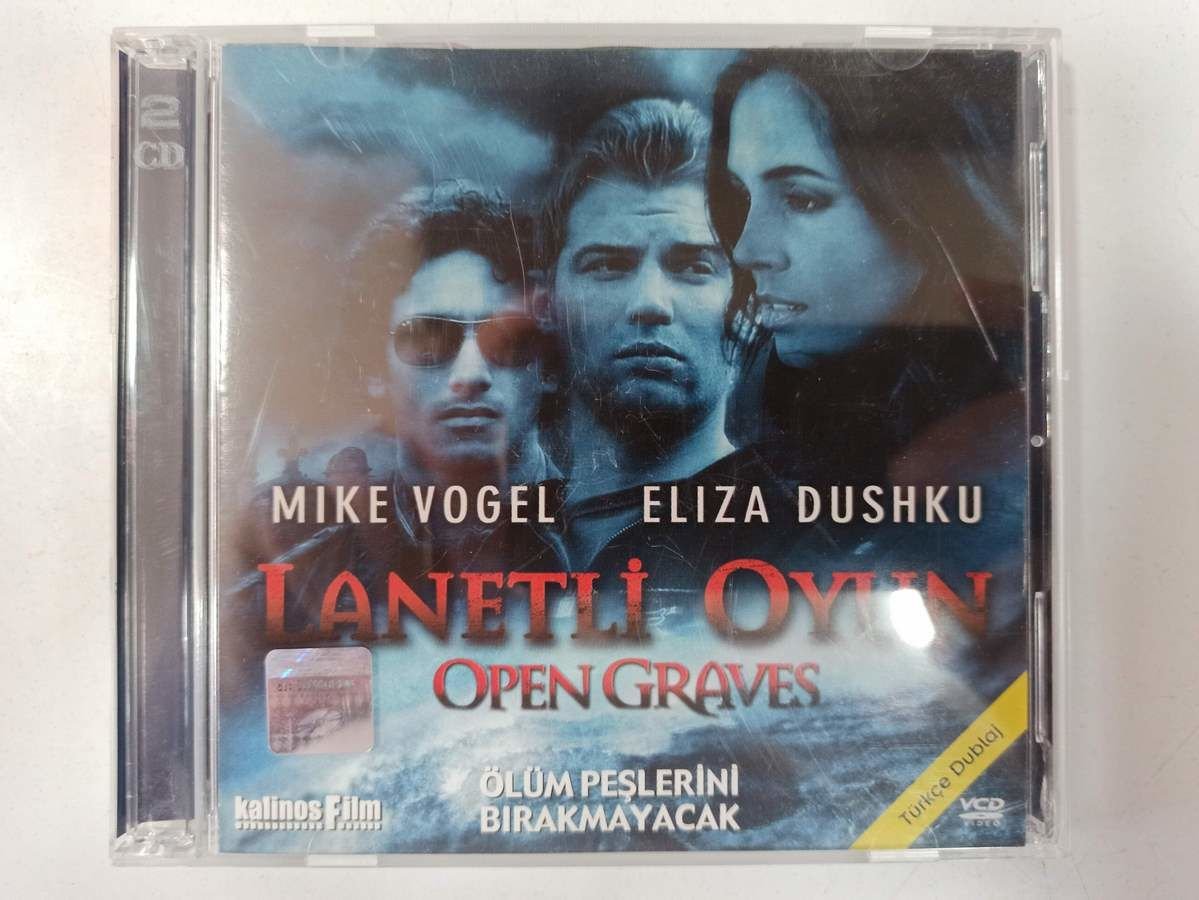 2
CD
MIKE VOGEL ELIZA DUSHKU
LANETLİ OYUN
OPEN GRAVES
ÖLÜM PEŞLERİNİ
BIRAKMAYACAK
kalinos Film
Türkçe Dublaj
VCD
VIDEO